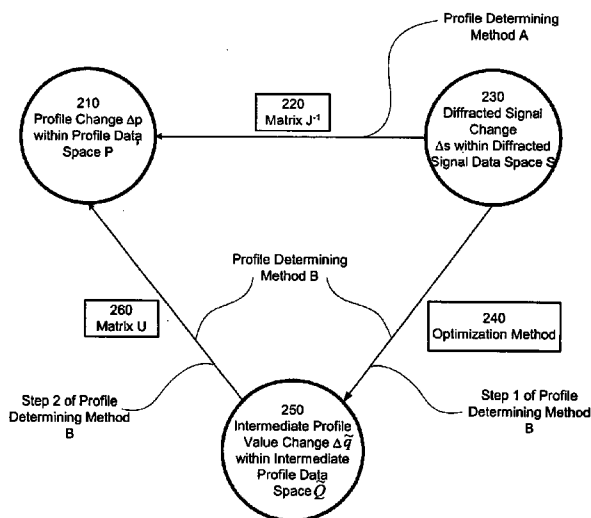 Profile Determining
Method A
210
Profile Change Δp
within Profile Data
Space P
220
Matrix J⁻¹
230
Diffracted Signal
Change
Δs within Diffracted
Signal Data Space S
Profile Determining
Method B
260
Matrix U
240
Optimization Method
Step 2 of Profile
Determining Method
B
250
Intermediate Profile
Value Change Δq̃
within Intermediate
Profile Data
Space Q̃
Step 1 of Profile
Determining Method
B